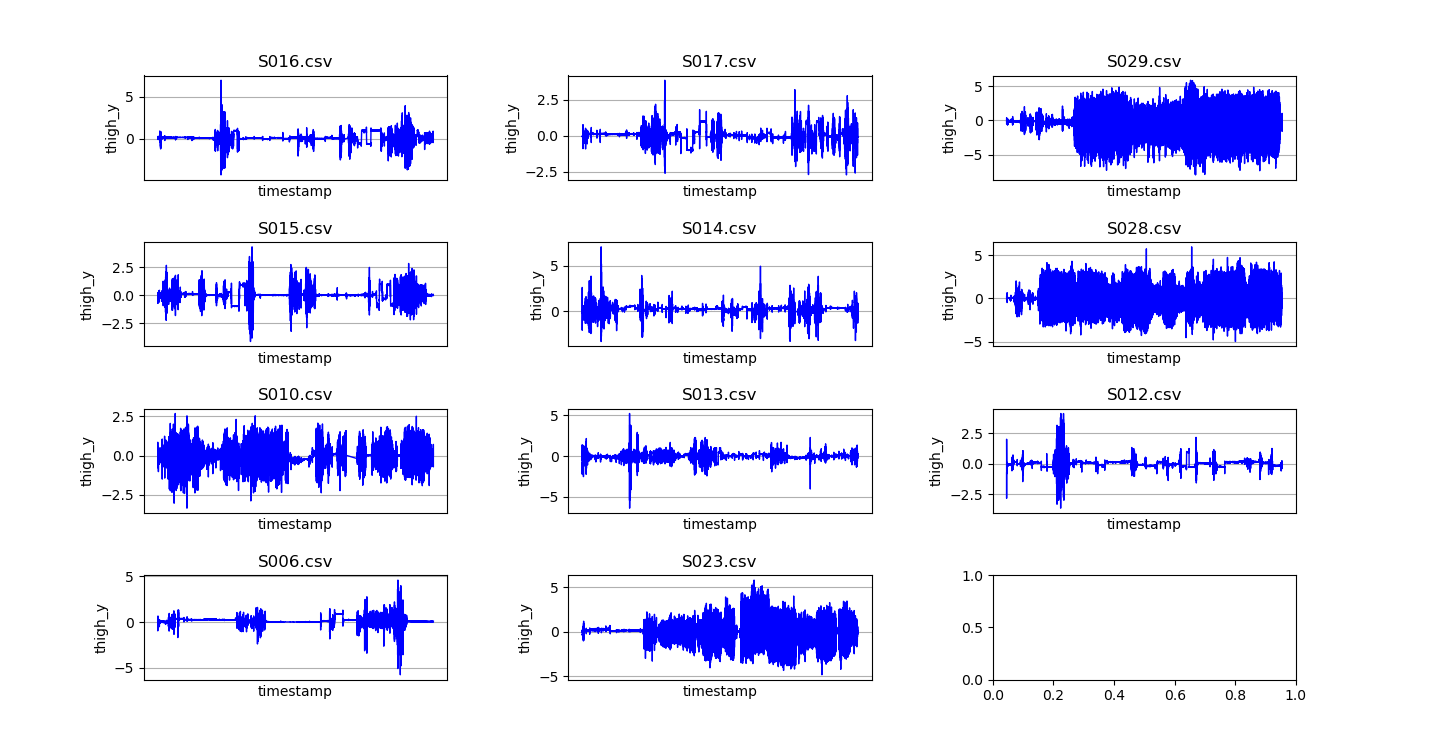 S016.csv
5
0
thigh_y
timestamp
S017.csv
2.5
0.0
−2.5
thigh_y
timestamp
S029.csv
5
0
−5
thigh_y
timestamp
S015.csv
2.5
0.0
−2.5
thigh_y
timestamp
S014.csv
5
0
thigh_y
timestamp
S028.csv
5
0
−5
thigh_y
timestamp
S010.csv
2.5
0.0
−2.5
thigh_y
timestamp
S013.csv
5
0
−5
thigh_y
timestamp
S012.csv
2.5
0.0
−2.5
thigh_y
timestamp
S006.csv
5
0
−5
thigh_y
timestamp
S023.csv
5
0
−5
thigh_y
timestamp
1.0
0.5
0.0
0.0 0.2 0.4 0.6 0.8 1.0